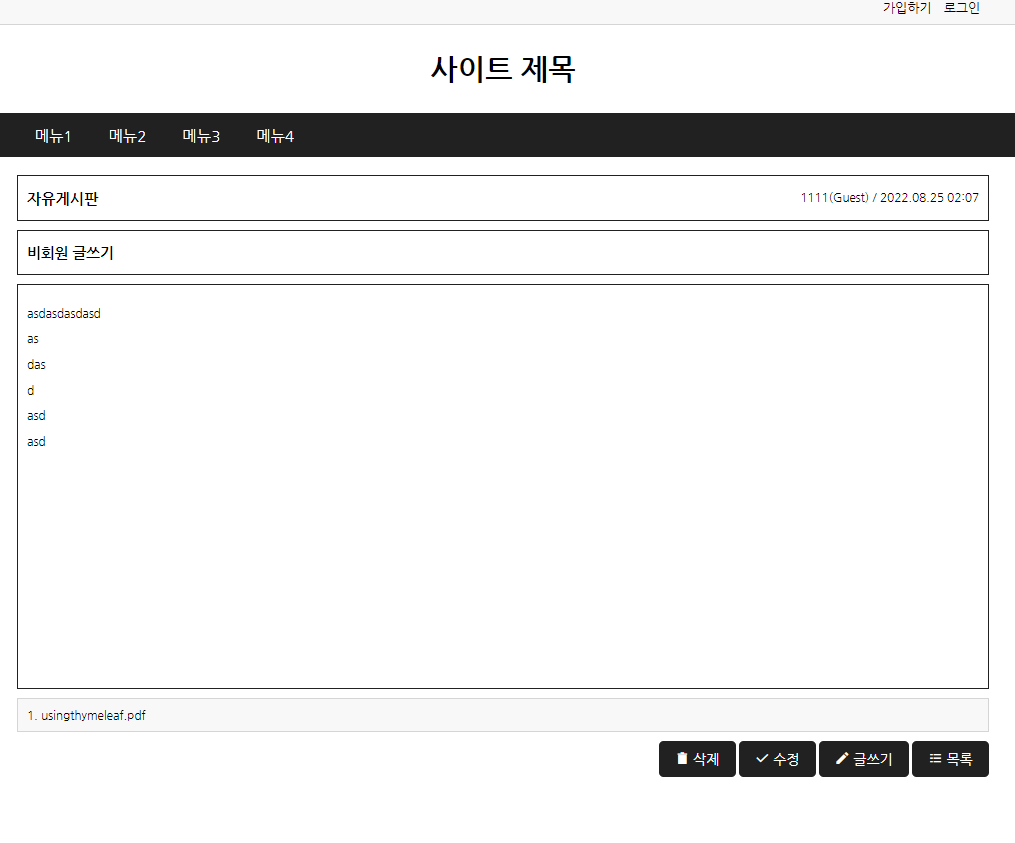 가입하기 로그인
사이트 제목
메뉴1 메뉴2 메뉴3 메뉴4
자유게시판 1111(Guest) / 2022.08.25 02:07
비회원 글쓰기
asdasdasdasd
as
das
d
asd
asd
1. usingthymeleaf.pdf
삭제 수정 글쓰기 목록